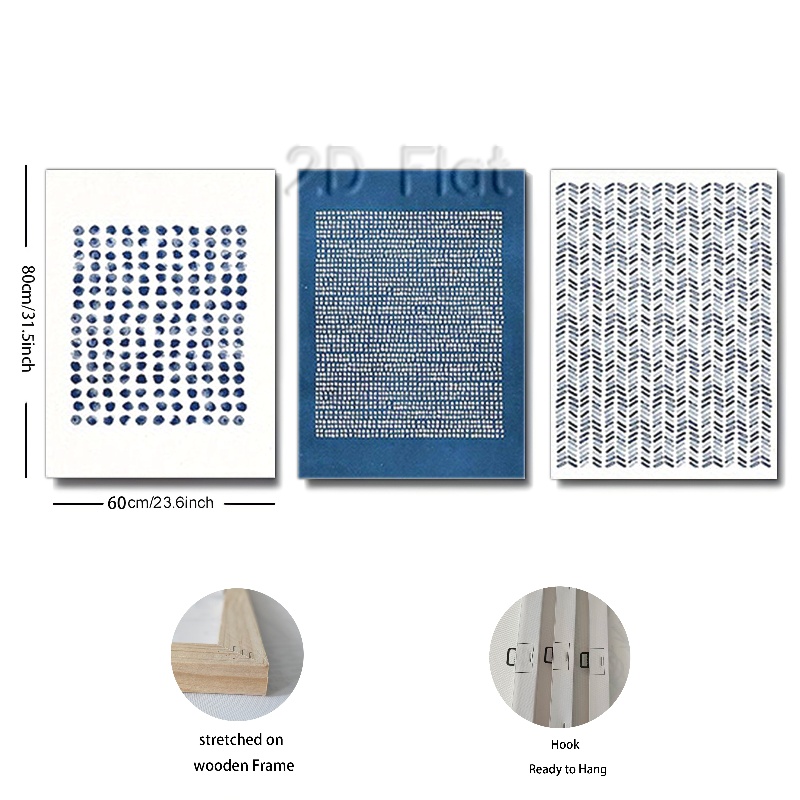 2D Flat
80cm/31.5inch
60cm/23.6inch
stretched on
wooden Frame
Hook
Ready to Hang